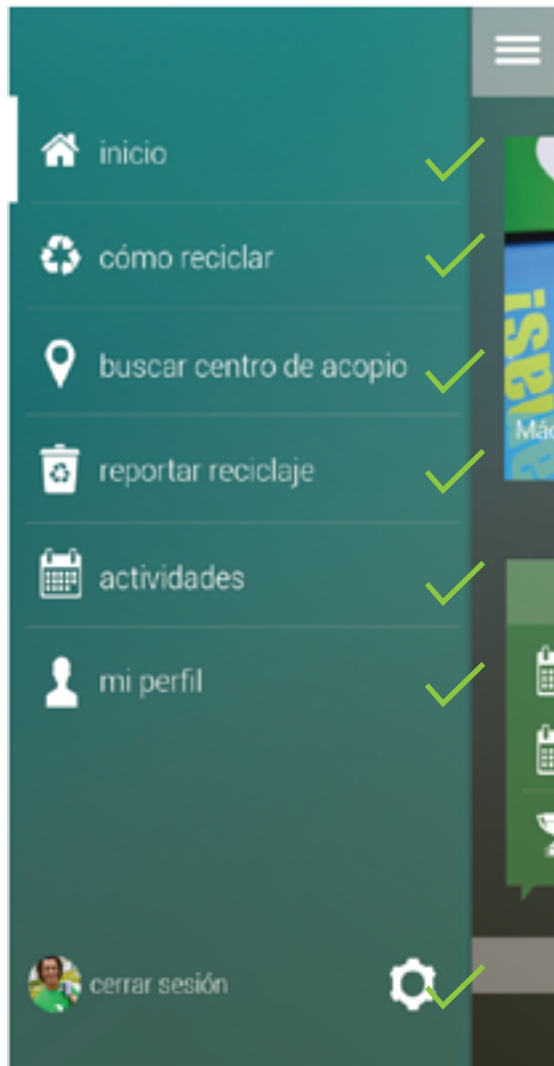 inicio
cómo reciclar
buscar centro de acopio
reportar reciclaje
actividades
mi perfil
cerrar sesión